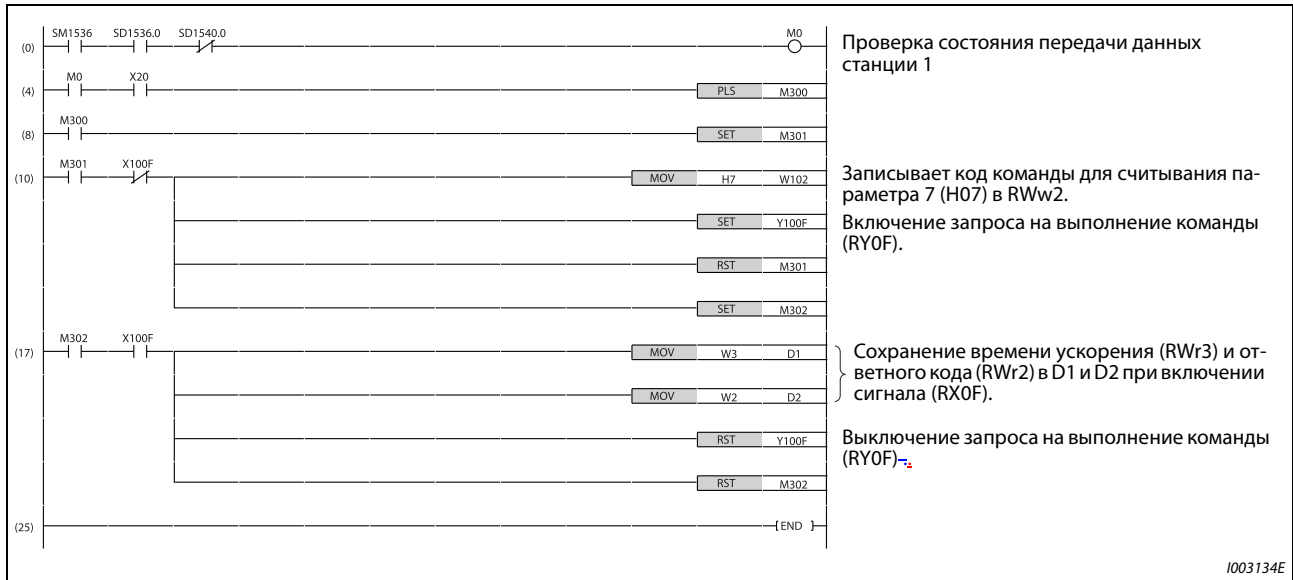 SM1536 SD1536.0 SD1540.0 M0
(0)
Проверка состояния передачи данных
станции 1
M0 X20
(4) PLS M300
M300
(8) SET M301
M301 X100F
(10) MOV H7 W102
Записывает код команды для считывания па-
раметра 7 (H07) в RWw2.
SET Y100F
Включение запроса на выполнение команды
(RY0F).
RST M301
SET M302
M302 X100F
(17) MOV W3 D1
Сохранение времени ускорения (RWr3) и от-
ветного кода (RWr2) в D1 и D2 при включении
сигнала (RX0F).
MOV W2 D2
RST Y100F
Выключение запроса на выполнение команды
(RY0F).
RST M302
(25) END
I003134E